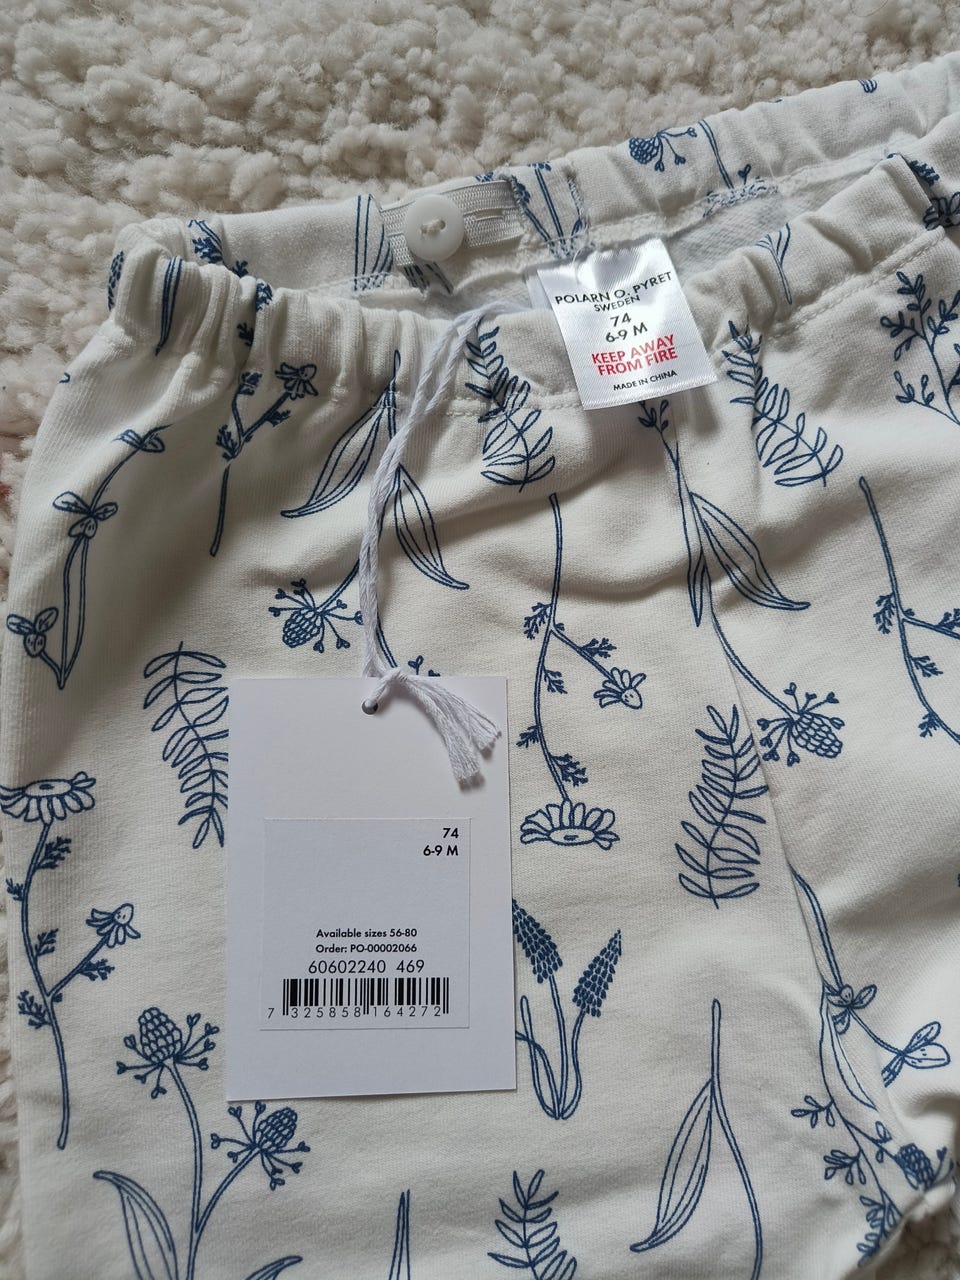 POLARN O. PYRET
SWEDEN
74
6-9 M
KEEP AWAY
FROM FIRE
MADE IN CHINA
74
6-9 M
Available sizes 56-80
Order: PO-00002066
60602240 469
7 325858 164272